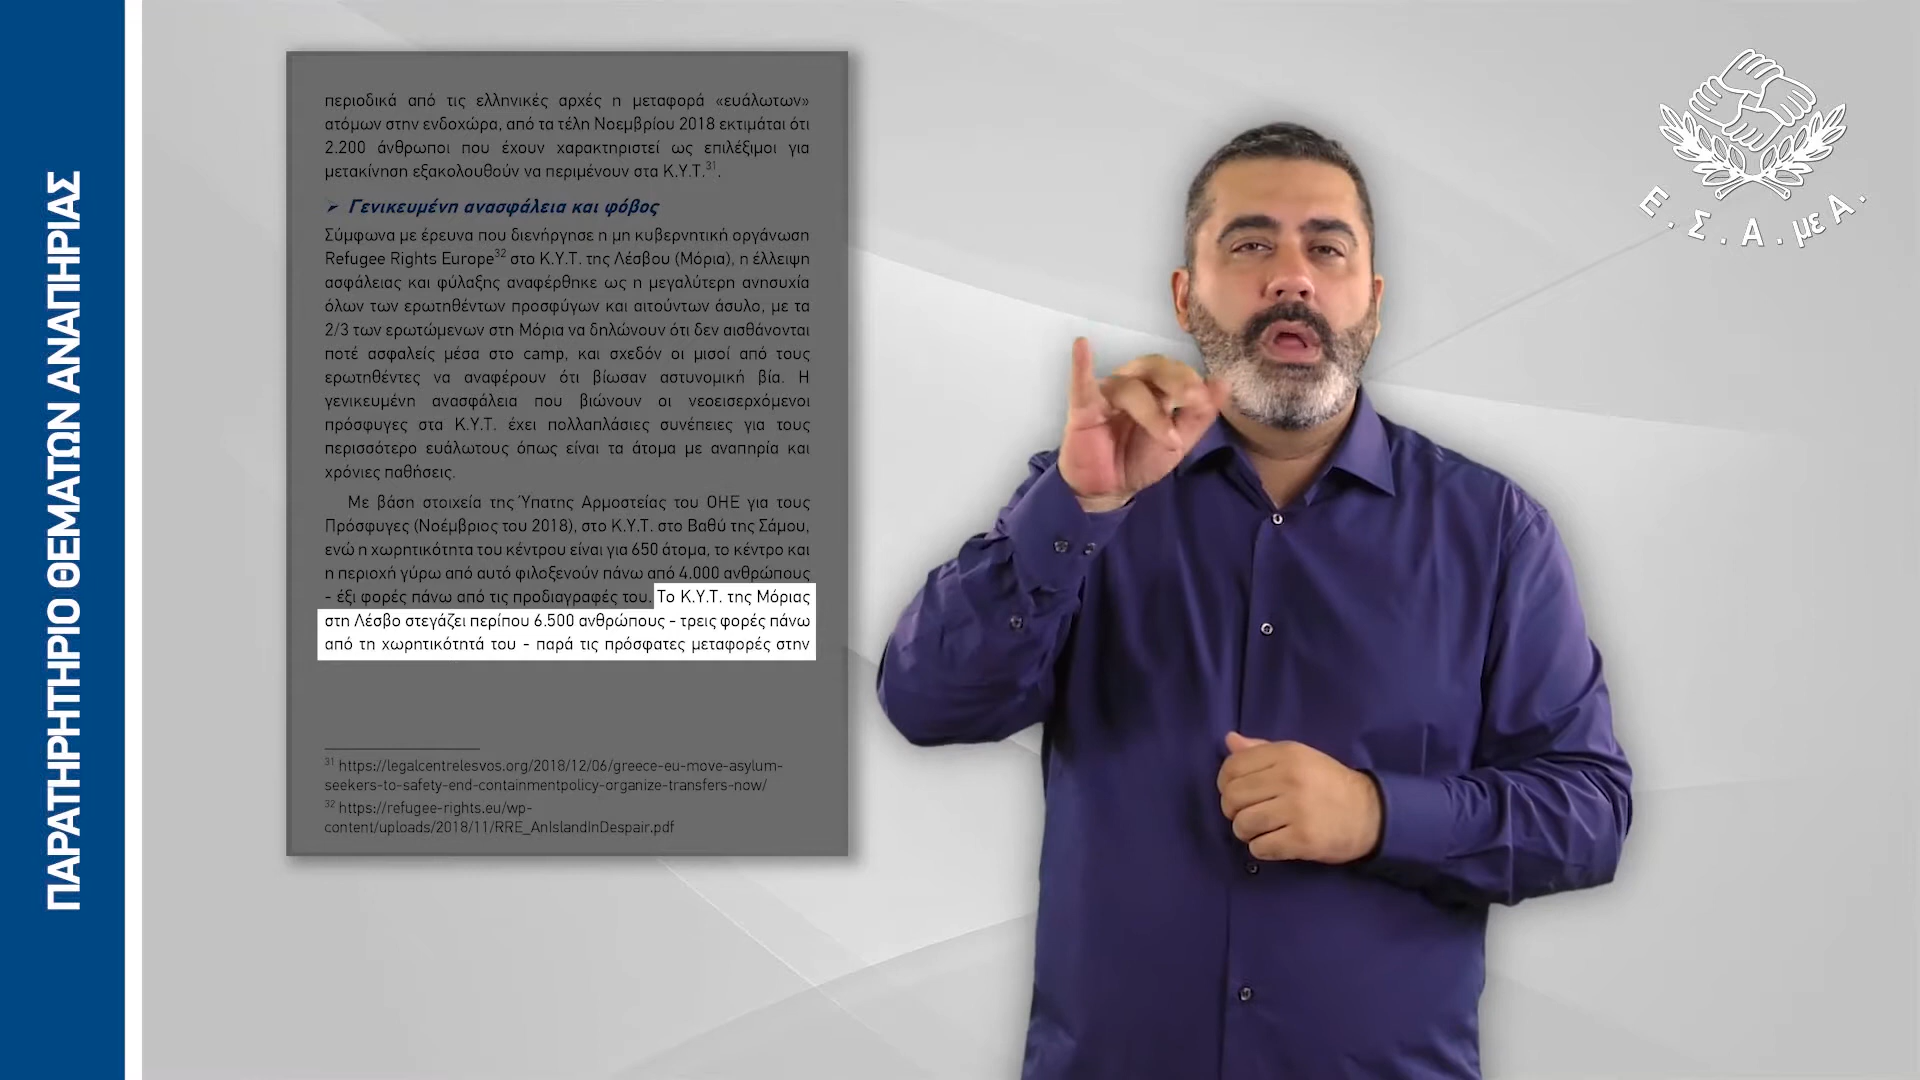 ΠΑΡΑΤΗΡΗΤΗΡΙΟ ΘΕΜΑΤΩΝ ΑΝΑΠΗΡΙΑΣ
περιοδικά από τις ελληνικές αρχές η μεταφορά «ευάλωτων»
ατόμων στην ενδοχώρα, από τα τέλη Νοεμβρίου 2018 εκτιμάται ότι
2.200 άνθρωποι που έχουν χαρακτηριστεί ως επιλέξιμοι για
μετακίνηση εξακολουθούν να περιμένουν στα Κ.Υ.Τ.31.
➢ Γενικευμένη ανασφάλεια και φόβος
Σύμφωνα με έρευνα που διενήργησε η μη κυβερνητική οργάνωση
Refugee Rights Europe32 στο Κ.Υ.Τ. της Λέσβου (Μόρια), η έλλειψη
ασφάλειας και φύλαξης αναφέρθηκε ως η μεγαλύτερη ανησυχία
όλων των ερωτηθέντων προσφύγων και αιτούντων άσυλο, με τα
2/3 των ερωτώμενων στη Μόρια να δηλώνουν ότι δεν αισθάνονται
ποτέ ασφαλείς μέσα στο camp, και σχεδόν οι μισοί από τους
ερωτηθέντες να αναφέρουν ότι βίωσαν αστυνομική βία. Η
γενικευμένη ανασφάλεια που βιώνουν οι νεοεισερχόμενοι
πρόσφυγες στα Κ.Υ.Τ. έχει πολλαπλάσιες συνέπειες για τους
περισσότερο ευάλωτους όπως είναι τα άτομα με αναπηρία και
χρόνιες παθήσεις.
Με βάση στοιχεία της Ύπατης Αρμοστείας του ΟΗΕ για τους
Πρόσφυγες (Νοέμβριος του 2018), στο Κ.Υ.Τ. στο Βαθύ της Σάμου,
ενώ η χωρητικότητα του κέντρου είναι για 650 άτομα, το κέντρο και
η περιοχή γύρω από αυτό φιλοξενούν πάνω από 4.000 ανθρώπους
- έξι φορές πάνω από τις προδιαγραφές του. Το Κ.Υ.Τ. της Μόριας
στη Λέσβο στεγάζει περίπου 6.500 ανθρώπους - τρεις φορές πάνω
από τη χωρητικότητά του - παρά τις πρόσφατες μεταφορές στην
31 https://legalcentrelesvos.org/2018/12/06/greece-eu-move-asylum-
seekers-to-safety-end-containmentpolicy-organize-transfers-now/
32 https://refugee-rights.eu/wp-
content/uploads/2018/11/RRE_AnIslandInDespair.pdf
Ε.Σ.Α.μεΑ.